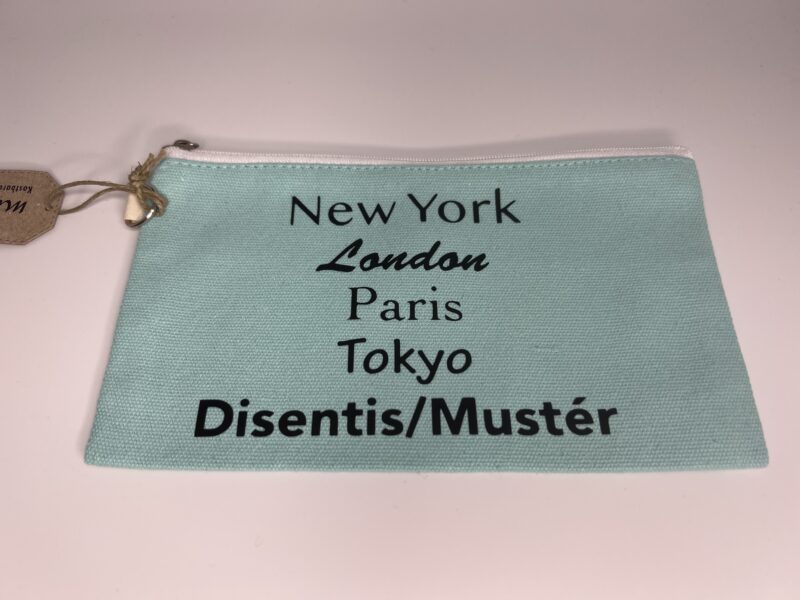 New York
London
Paris
Tokyo
Disentis/Mustér